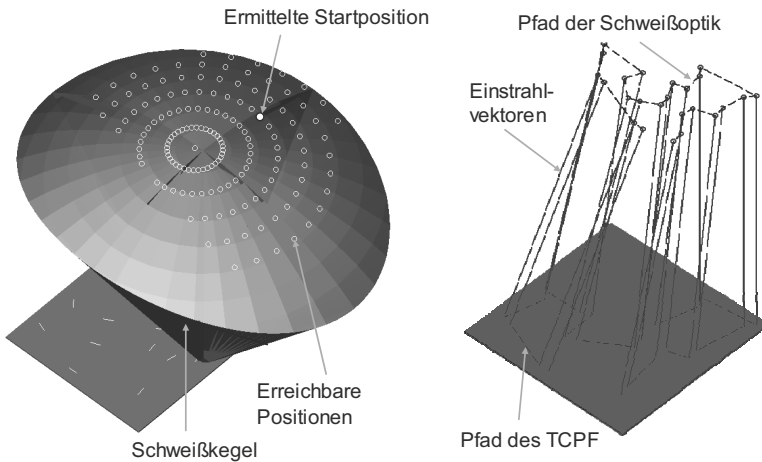 Ermittelte Startposition
Pfad der Schweißoptik
Einstrahl-
vektoren
Erreichbare
Positionen
Schweißkegel
Pfad des TCPF